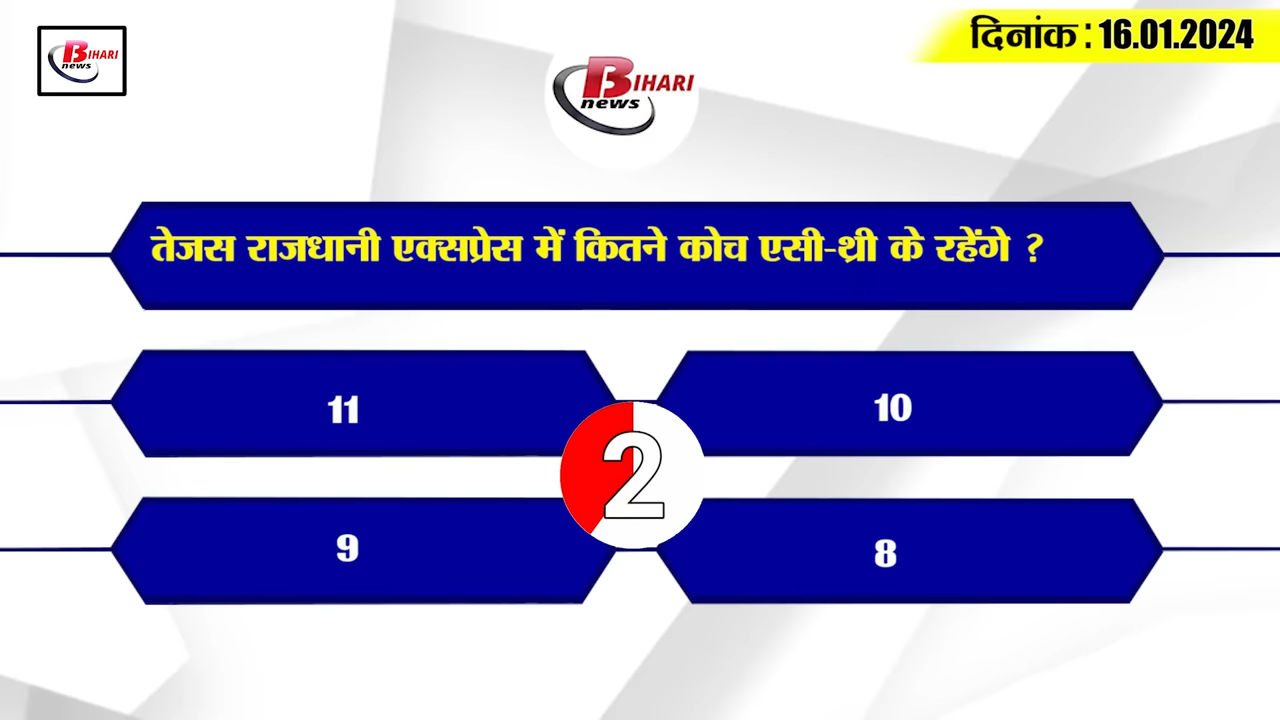 BIHARI
news
दिनांक : 16.01.2024
BIHARI
news
तेजस राजधानी एक्सप्रेस में कितने कोच एसी-थ्री के रहेंगे ?
11
10
2
9
8